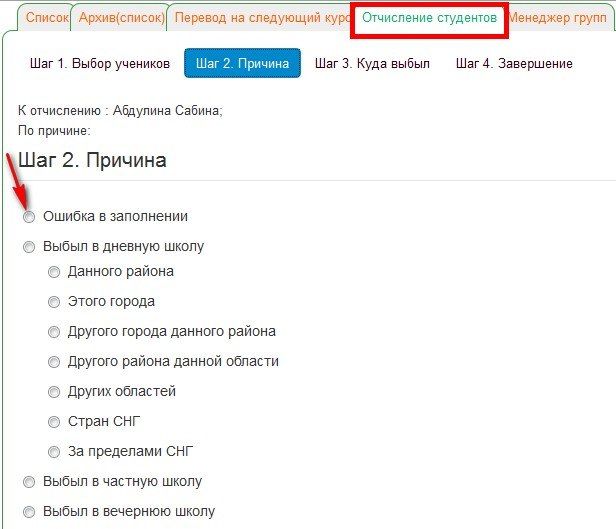 Список Архив(список) Перевод на следующий курс Отчисление студентов Менеджер групп
Шаг 1. Выбор учеников Шаг 2. Причина Шаг 3. Куда выбыл Шаг 4. Завершение
К отчислению : Абдулина Сабина;
По причине:
Шаг 2. Причина
Ошибка в заполнении
Выбыл в дневную школу
Данного района
Этого города
Другого города данного района
Другого района данной области
Других областей
Стран СНГ
За пределами СНГ
Выбыл в частную школу
Выбыл в вечернюю школу